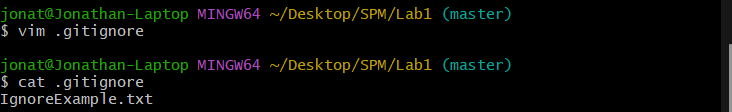 jonat@Jonathan-Laptop MINGW64 ~/Desktop/SPM/Lab1 (master)
$ vim .gitignore
jonat@Jonathan-Laptop MINGW64 ~/Desktop/SPM/Lab1 (master)
$ cat .gitignore
IgnoreExample.txt